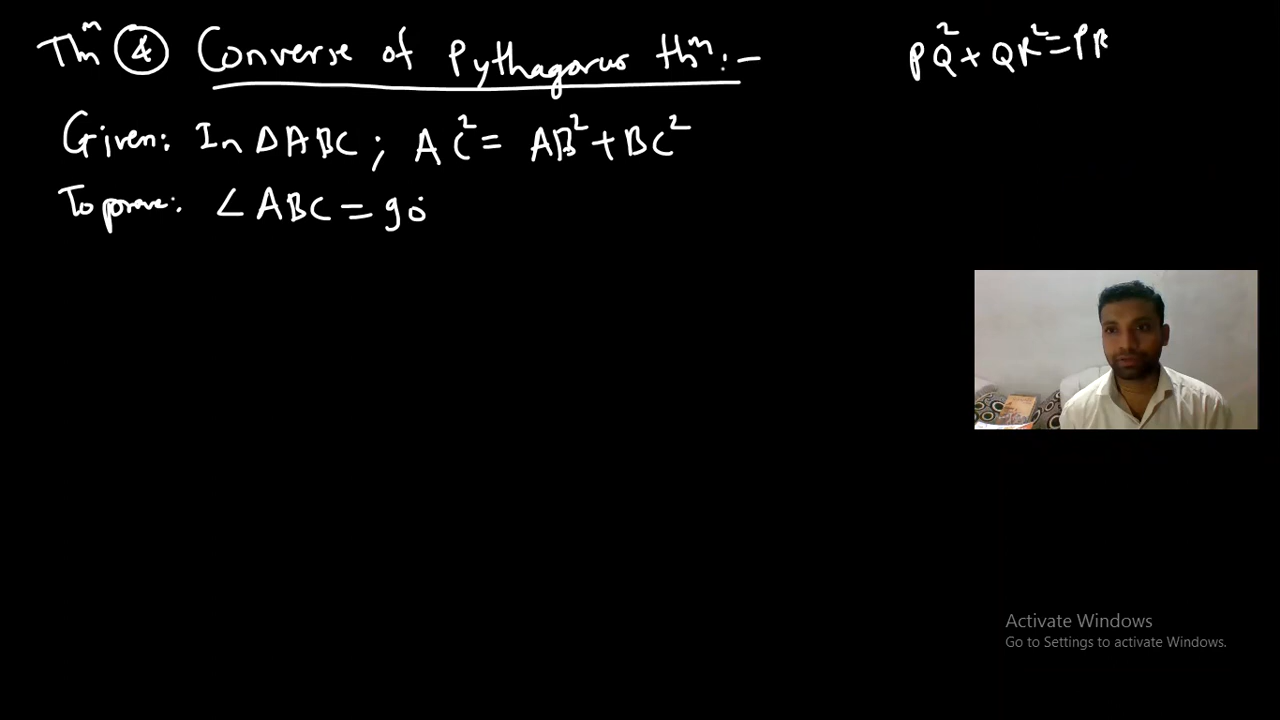 Thm 4 Converse of Pythagorus thm:-
PQ²+QR²=PR
Given: In ΔABC; AC²= AB²+BC²
To prove: ∠ABC=90°
Activate Windows
Go to Settings to activate Windows.